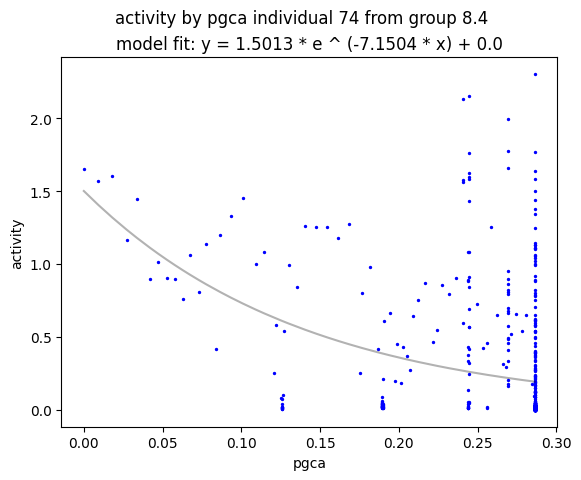 activity by pgca individual 74 from group 8.4
model fit: y = 1.5013 * e ^ (-7.1504 * x) + 0.0
activity
2.0
1.5
1.0
0.5
0.0
0.00 0.05 0.10 0.15 0.20 0.25 0.30
pgca